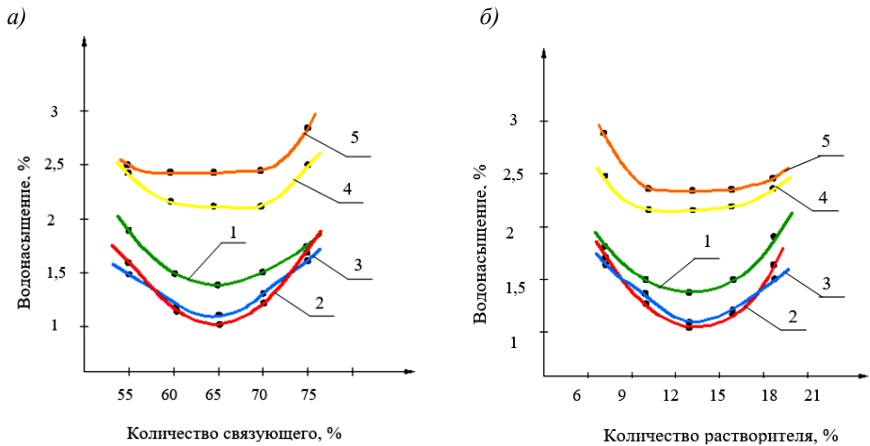 а)
Водонасыщение. %
3
2,5
2
1,5
1
5
4
1
3
2
55 60 65 70 75
Количество связующего, %
б)
Водонасыщение. %
3
2,5
2
1,5
1
5
4
1
3
2
6 9 12 15 18 21
Количество растворителя, %